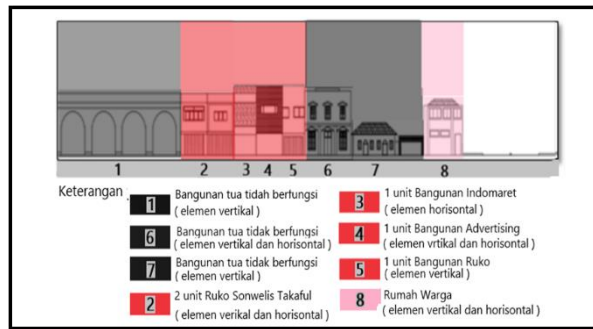 1 2 3 4 5 6 7 8
Keterangan
1 Bangunan tua tidah berfungsi
( elemen vertikal )
6 Bangunan tua tidak berfungsi
( elemen vertikal dan horisontal )
7 Bangunan tua tidak berfungsi
( elemen vertikal )
2 2 unit Ruko Sonwelis Takaful
( elemen verikal dan horisontal )
3 1 unit Bangunan Indomaret
( elemen horisontal )
4 1 unit Bangunan Advertising
( elemen vrtikal dan horisontal )
5 1 unit Bangunan Ruko
( elemen vertikal )
8 Rumah Warga
( elemen vertikal dan horisontal )